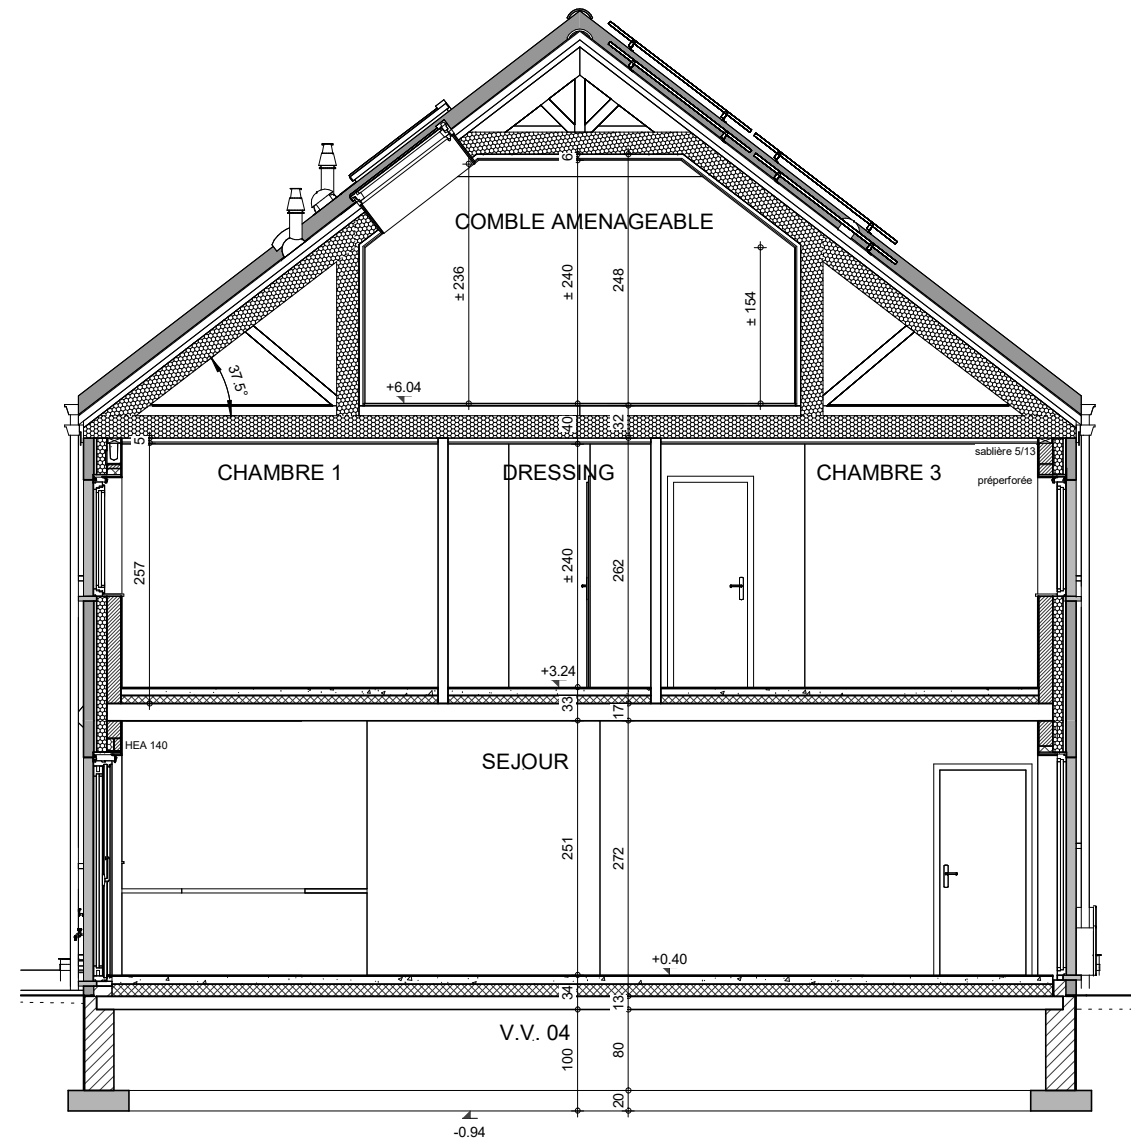 6
COMBLE AMENAGEABLE
± 236
± 240
248
± 154
37.5°
+6.04
40
32
5
sablière 5/13
CHAMBRE 1
DRESSING
CHAMBRE 3
préperforée
257
± 240
262
+3.24
33
17
HEA 140
SEJOUR
251
272
+0.40
34
13
V.V. 04
100
80
20
-0.94